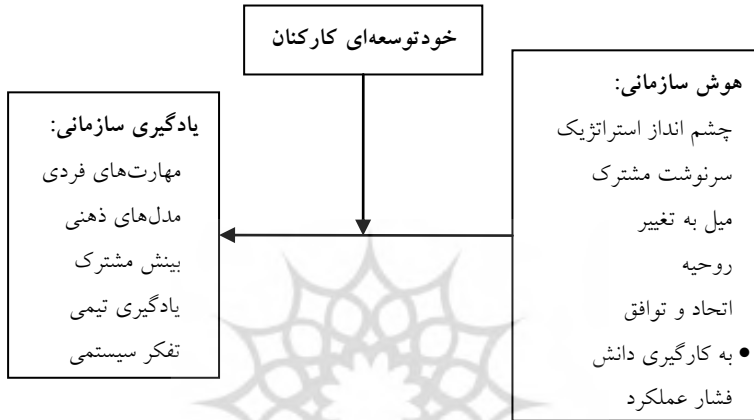 خودتوسعه‌ای کارکنان
هوش سازمانی:
چشم انداز استراتژیک
سرنوشت مشترک
میل به تغییر
روحیه
اتحاد و توافق
• به کارگیری دانش
فشار عملکرد
یادگیری سازمانی:
مهارت‌های فردی
مدل‌های ذهنی
بینش مشترک
یادگیری تیمی
تفکر سیستمی